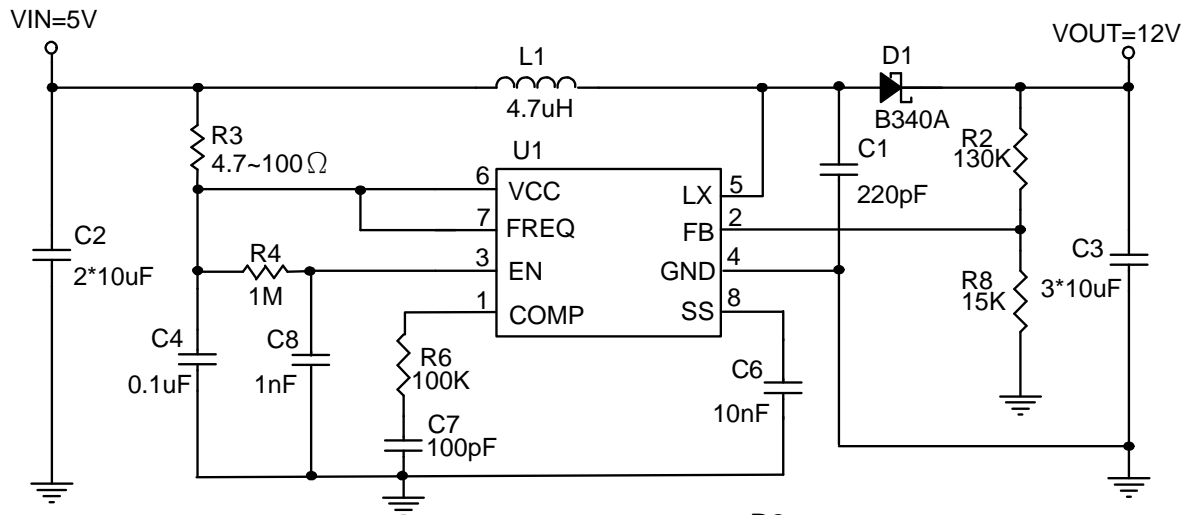 VIN=5V
VOUT=12V
L1
4.7uH
D1
B340A
R3
4.7~100Ω
U1
C1
220pF
R2
130K
6
VCC
LX
5
7
FREQ
FB
2
C2
2*10uF
R4
1M
3
EN
GND
4
C3
3*10uF
R8
15K
1
COMP
SS
8
C4
0.1uF
C8
1nF
R6
100K
C6
10nF
C7
100pF